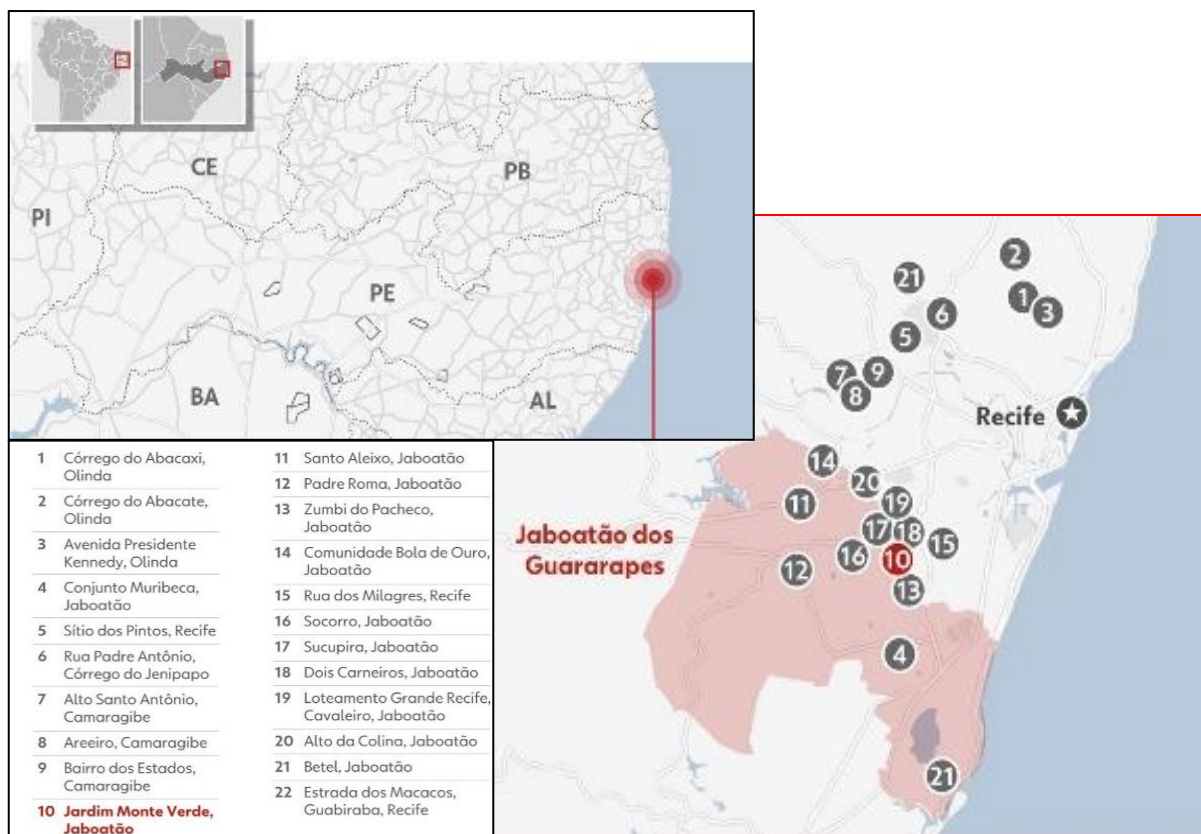 CE
PB
PI
PE
BA
AL
2
21
1
6
3
5
7
9
8
Recife
14
20
11
19
17
18
15
Jaboatão dos
Guararapes
16
10
12
13
4
21
1 Córrego do Abacaxi,
Olinda
2 Córrego do Abacate,
Olinda
3 Avenida Presidente
Kennedy, Olinda
4 Conjunto Muribeca,
Jaboatão
5 Sítio dos Pintos, Recife
6 Rua Padre Antônio,
Córrego do Jenipapo
7 Alto Santo Antônio,
Camaragibe
8 Areeiro, Camaragibe
9 Bairro dos Estados,
Camaragibe
10 Jardim Monte Verde,
Jaboatão
11 Santo Aleixo, Jaboatão
12 Padre Roma, Jaboatão
13 Zumbi do Pacheco,
Jaboatão
14 Comunidade Bola de Ouro,
Jaboatão
15 Rua dos Milagres, Recife
16 Socorro, Jaboatão
17 Sucupira, Jaboatão
18 Dois Carneiros, Jaboatão
19 Loteamento Grande Recife,
Cavaleiro, Jaboatão
20 Alto da Colina, Jaboatão
21 Betel, Jaboatão
22 Estrada dos Macacos,
Guabiraba, Recife